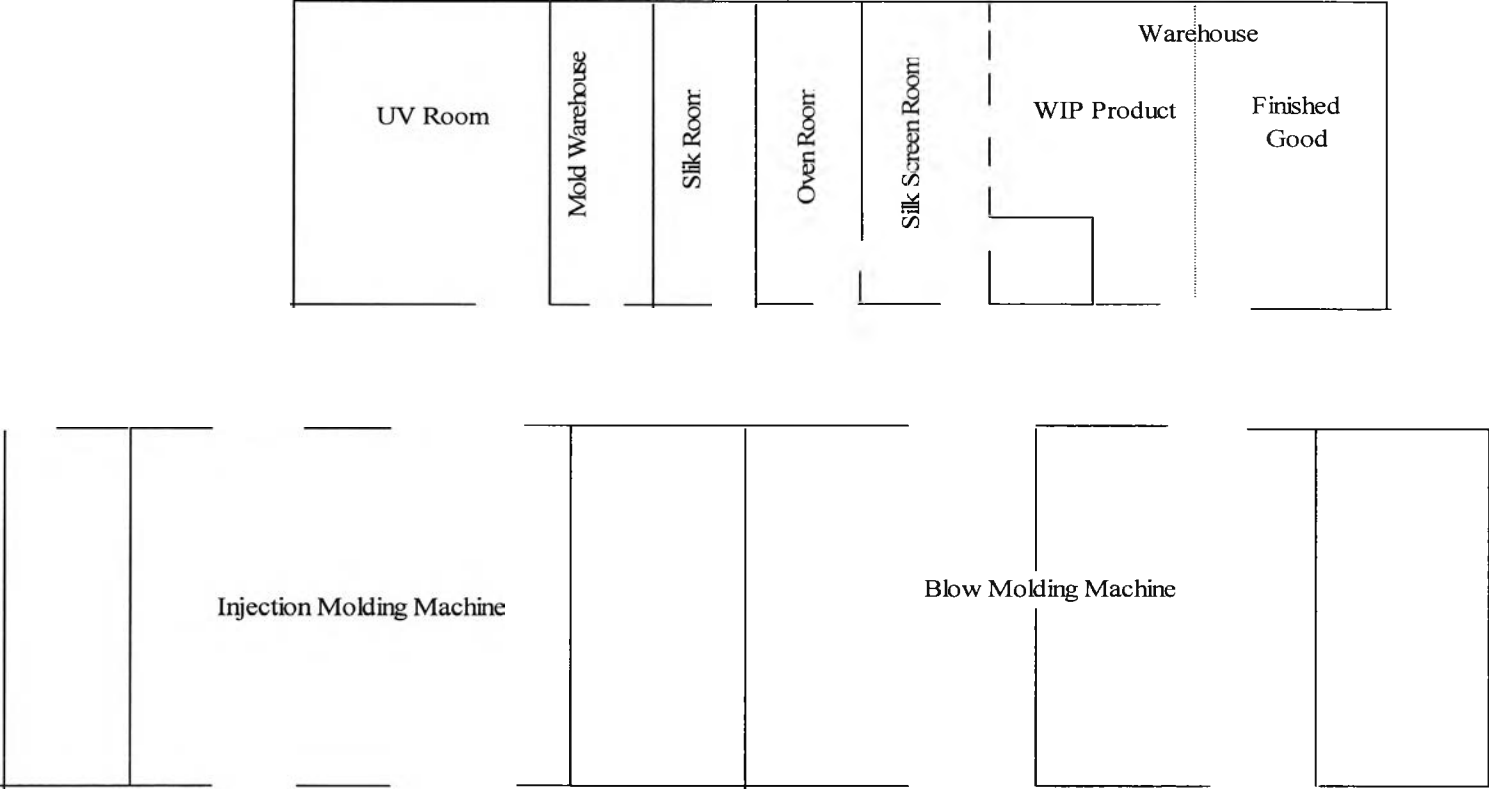 Warehouse
UV Room
Mold Warehouse
Slik Room
Oven Room
Silk Screen Room
WIP Product
Finished
Good
Injection Molding Machine
Blow Molding Machine